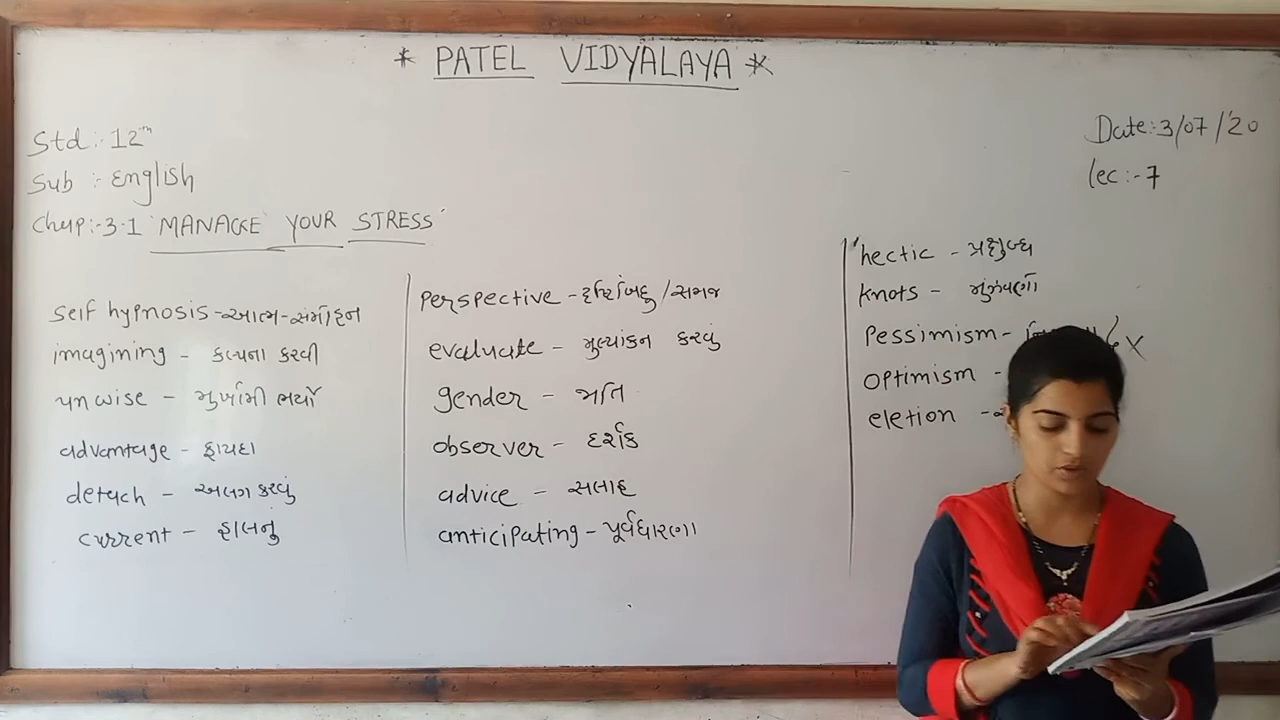 * PATEL VIDYALAYA *
Std:- 12th
Sub :- English
Chap:-3.1 'MANAGE YOUR STRESS'
Date:-3/07/'20
lec:-7
self hypnosis-આત્મ-સંમોહન
imagining - કલ્પના કરવી
unwise - મુર્ખામી ભર્યો
advantage - ફાયદા
detach - અલગ કરવું
current - હાલનું
perspective-દ્રષ્ટિબિંદુ/સમજ
evaluate- મુલ્યાંકન કરવું
gender - જાતિ
observer- દર્શક
advice - સલાહ
anticipating-પૂર્વધારણા
hectic - પ્રક્ષુબ્ધ
knots - મુંઝવણો
Pessimism-
Optimism -
eletion -